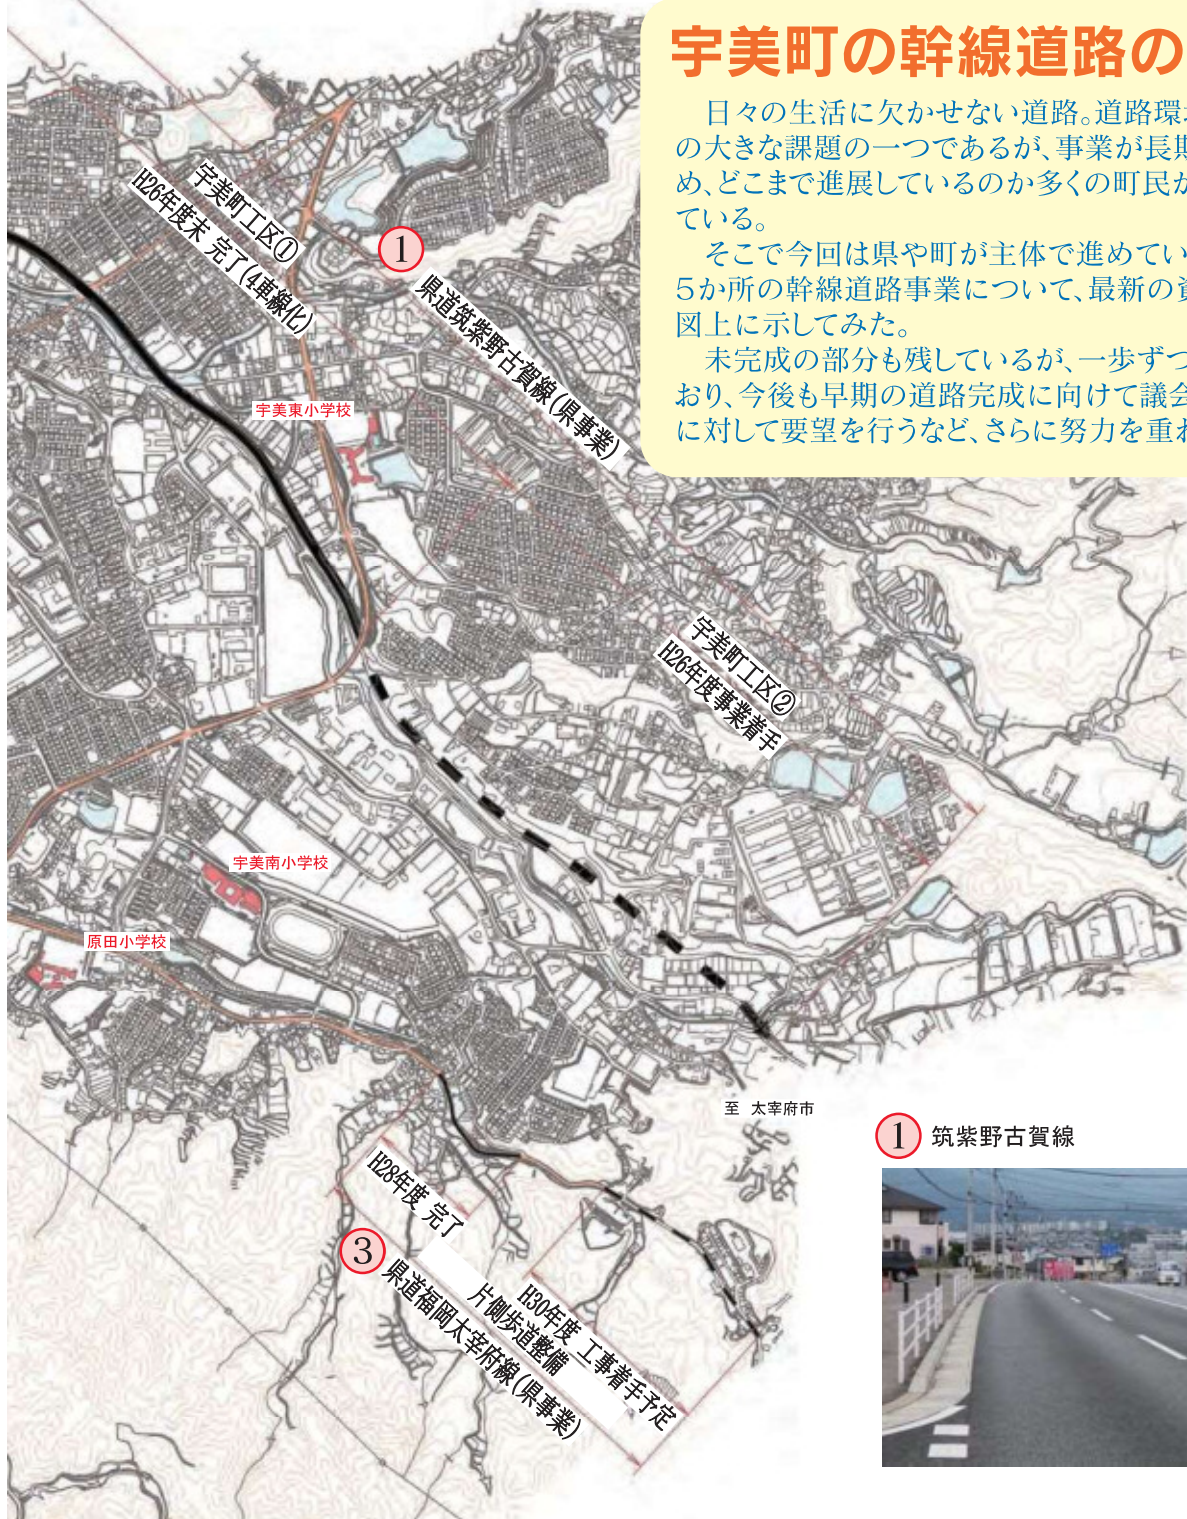 宇美町の幹線道路の
日々の生活に欠かせない道路。道路環
の大きな課題の一つであるが、事業が長期
め、どこまで進展しているのか多くの町民が
ている。
そこで今回は県や町が主体で進めてい
5か所の幹線道路事業について、最新の資
図上に示してみた。
未完成の部分も残しているが、一歩ずつ
おり、今後も早期の道路完成に向けて議会
に対して要望を行うなど、さらに努力を重ね
宇美町工区①
H26年度末 完了(4車線化)
1
県道筑紫野古賀線(県事業)
宇美東小学校
宇美町工区②
H26年度事業着手
宇美南小学校
原田小学校
至 太宰府市
1 筑紫野古賀線
H28年度 完了
3
県道福岡太宰府線(県事業)
H30年度 工事着手予定
片側歩道整備